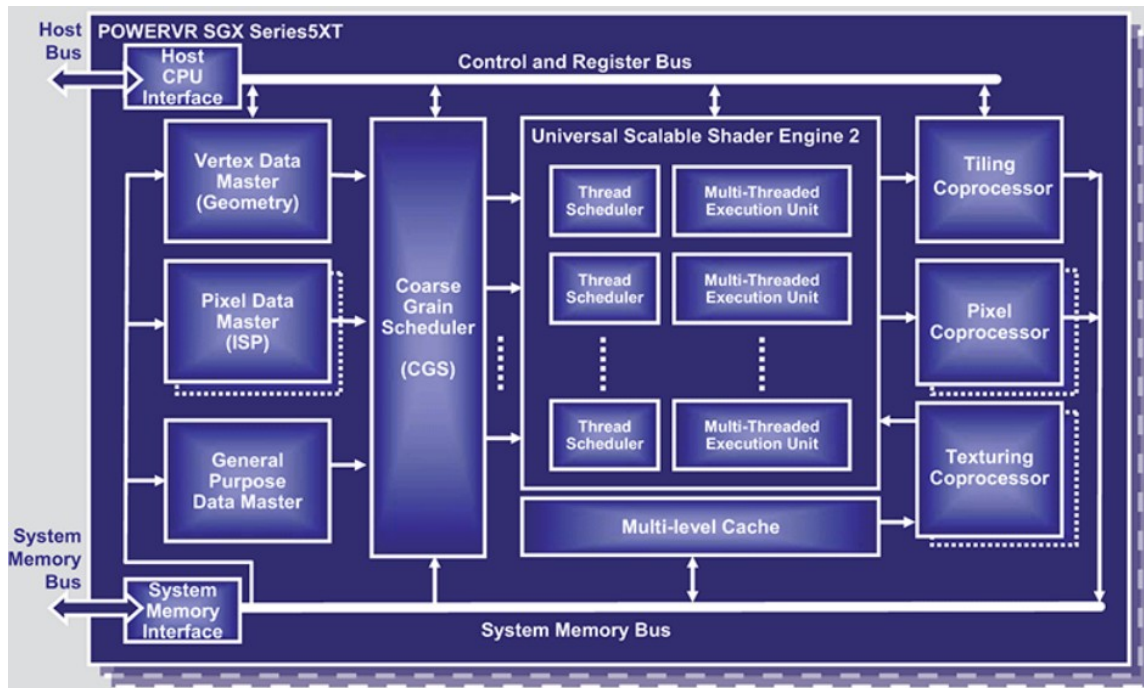 POWERVR SGX Series5XT
Host
Bus
Host
CPU
Interface
Control and Register Bus
Vertex Data
Master
(Geometry)
Pixel Data
Master
(ISP)
General
Purpose
Data Master
Coarse
Grain
Scheduler
(CGS)
Universal Scalable Shader Engine 2
Thread
Scheduler
Multi-Threaded
Execution Unit
Thread
Scheduler
Multi-Threaded
Execution Unit
Thread
Scheduler
Multi-Threaded
Execution Unit
Multi-level Cache
Tiling
Coprocessor
Pixel
Coprocessor
Texturing
Coprocessor
System
Memory
Bus
System
Memory
Interface
System Memory Bus